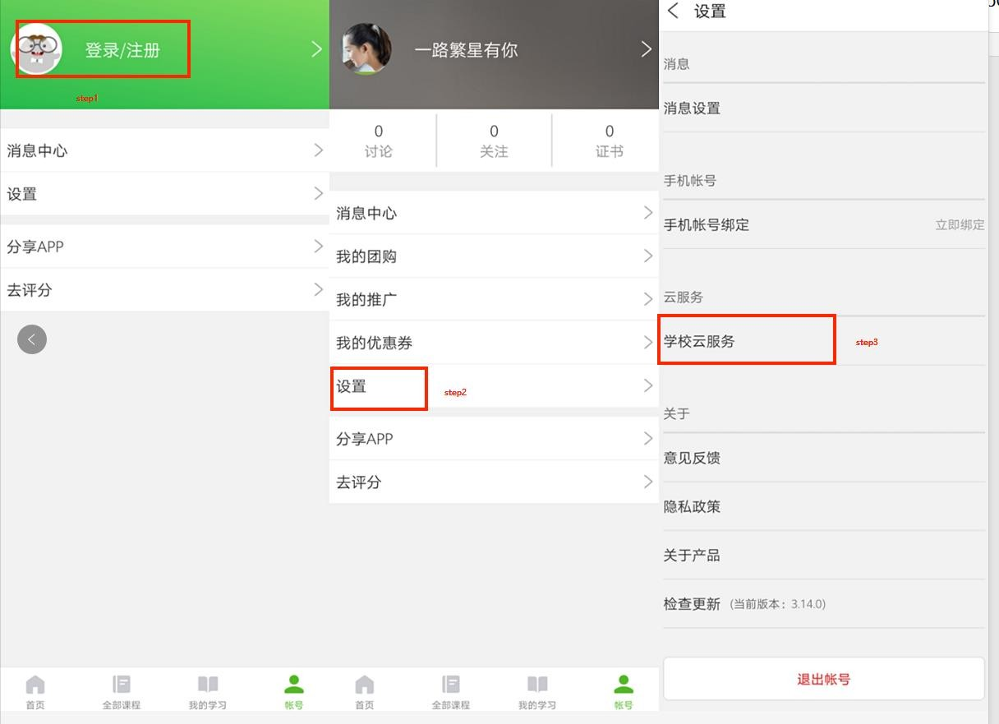 登录/注册
step1
消息中心
设置
分享APP
去评分
首页
全部课程
我的学习
帐号
一路繁星有你
0
讨论
0
关注
0
证书
消息中心
我的团购
我的推广
我的优惠券
设置
step2
分享APP
去评分
首页
全部课程
我的学习
帐号
设置
消息
消息设置
手机帐号
手机帐号绑定 立即绑定
云服务
学校云服务
step3
关于
意见反馈
隐私政策
关于产品
检查更新 (当前版本：3.14.0)
退出帐号